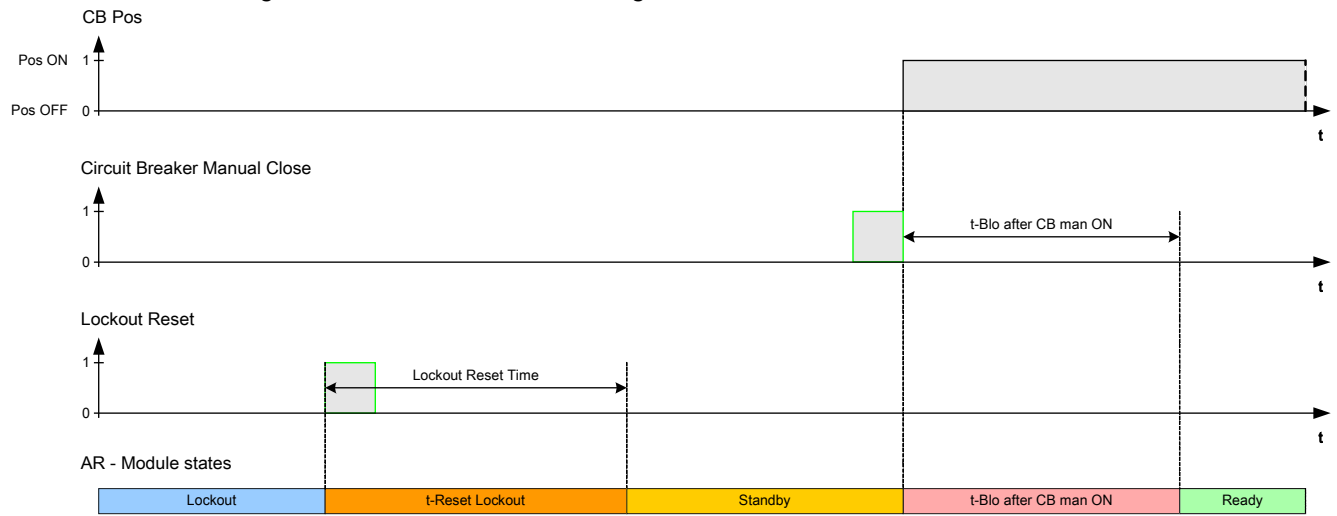 CB Pos
Pos ON 1
Pos OFF 0
t
Circuit Breaker Manual Close
1
t-Blo after CB man ON
0
t
Lockout Reset
1
Lockout Reset Time
0
t
AR - Module states
Lockout t-Reset Lockout Standby t-Blo after CB man ON Ready